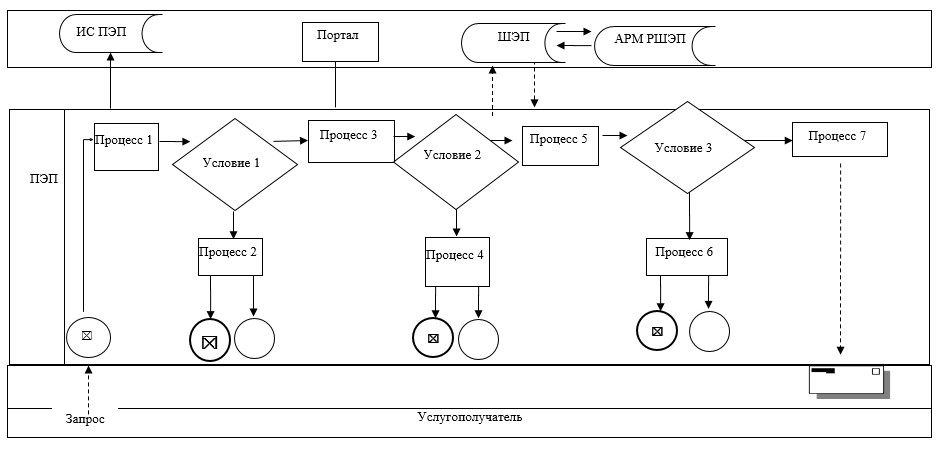 ИС ПЭП
Портал
ШЭП
АРМ РШЭП
ПЭП
Процесс 1
Условие 1
Процесс 3
Условие 2
Процесс 5
Условие 3
Процесс 7
Процесс 2
Процесс 4
Процесс 6
Запрос
Услугополучатель